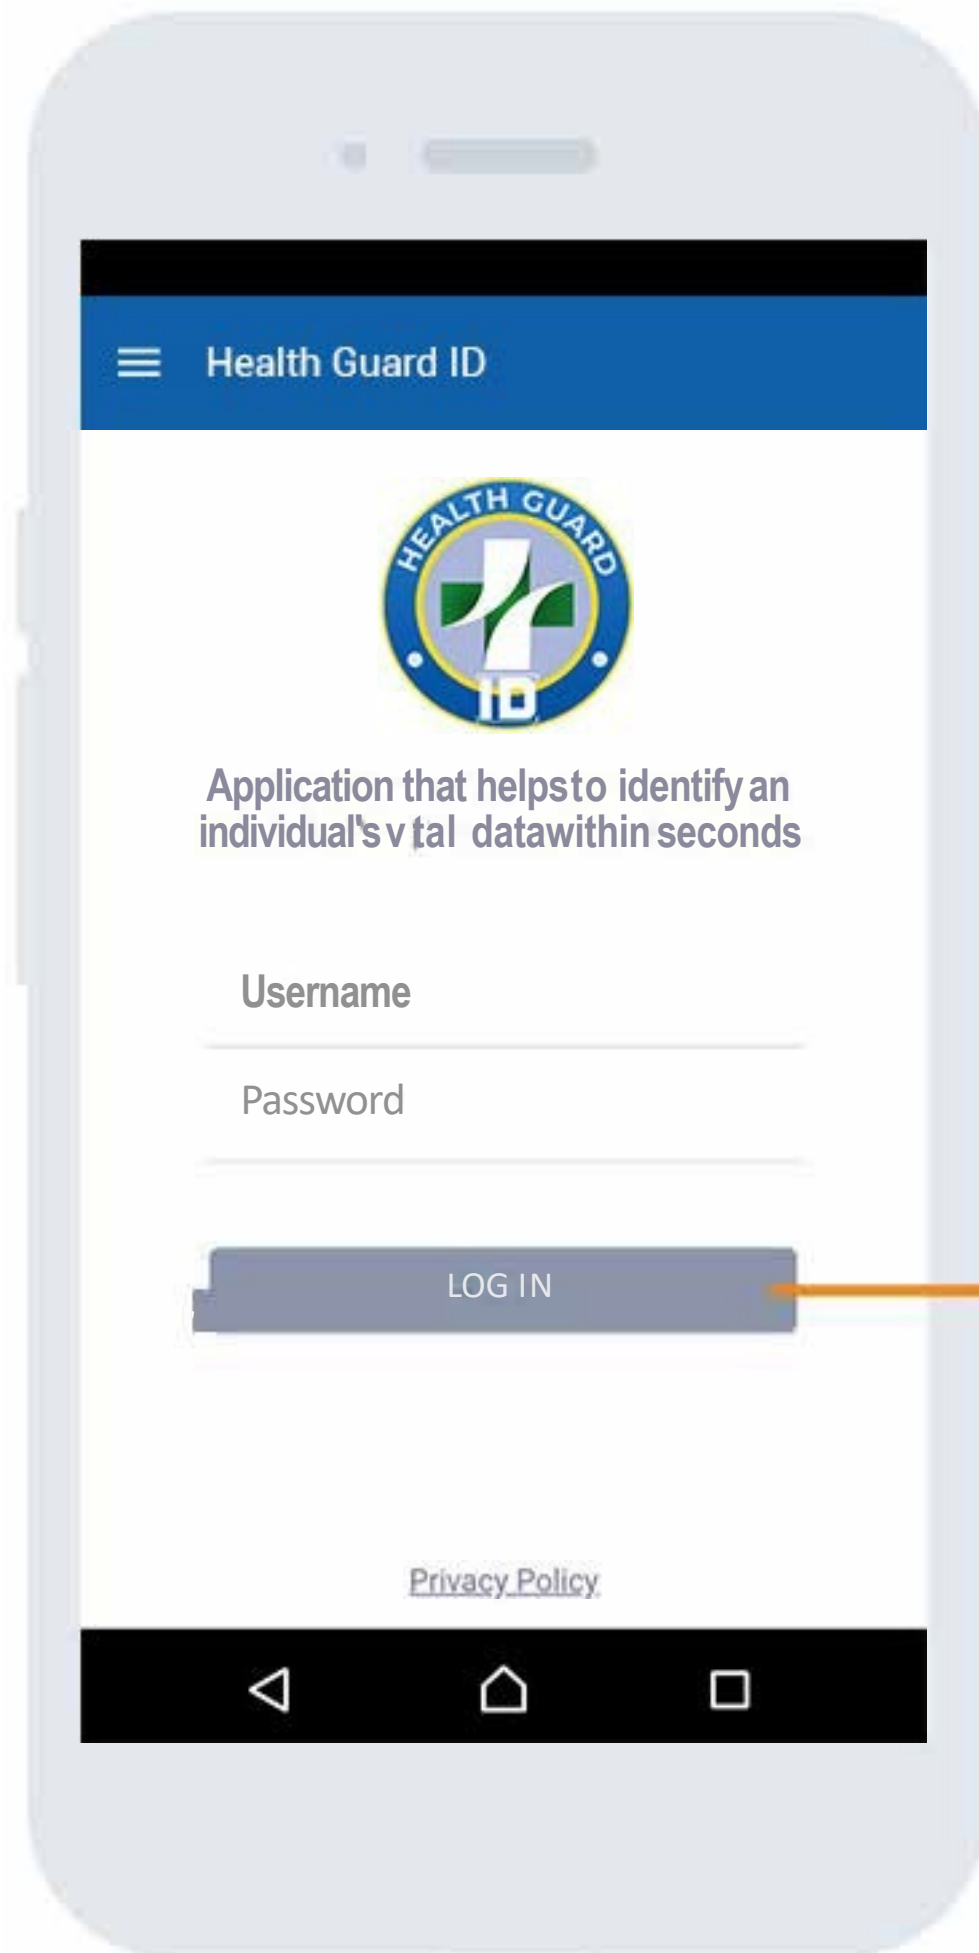 Health Guard ID
HEALTH GUARD
ID
Application that helpsto identify an
individual's v tal datawithin seconds
Username
Password
LOG IN
Privacy Policy